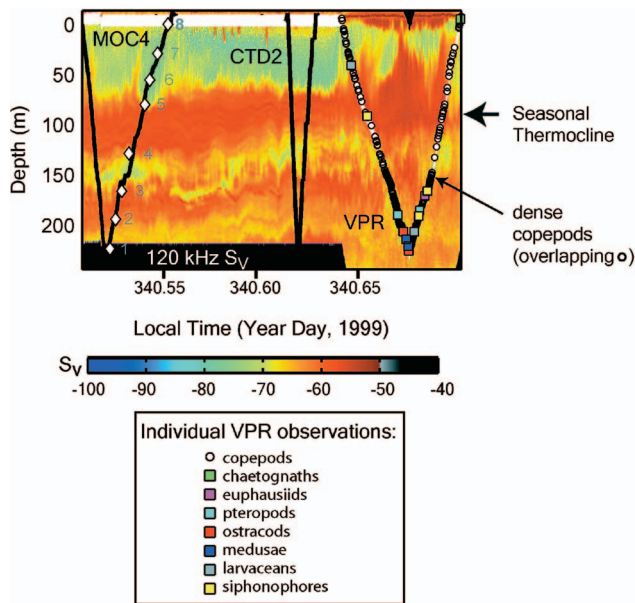 0
50
100
150
200
Depth (m)
MOC4
CTD2
VPR
8
7
6
5
4
3
2
1
120 kHz SV
Seasonal
Thermocline
dense
copepods
(overlapping o)
340.55 340.60 340.65
Local Time (Year Day, 1999)
SV
-100 -90 -80 -70 -60 -50 -40
Individual VPR observations:
copepods
chaetognaths
euphausiids
pteropods
ostracods
medusae
larvaceans
siphonophores